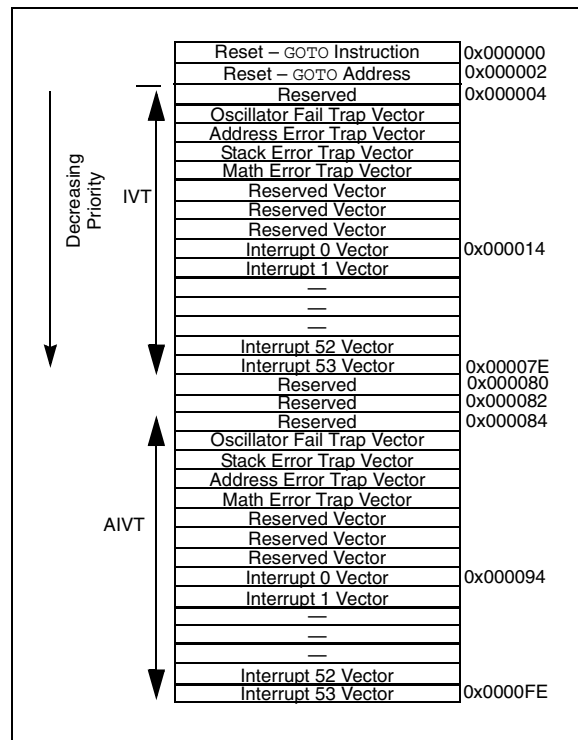 Reset – GOTO Instruction 0x000000
Reset – GOTO Address 0x000002
Reserved 0x000004
Oscillator Fail Trap Vector
Address Error Trap Vector
Stack Error Trap Vector
Math Error Trap Vector
Reserved Vector
Reserved Vector
Reserved Vector
Interrupt 0 Vector 0x000014
Interrupt 1 Vector
—
—
—
Interrupt 52 Vector
Interrupt 53 Vector 0x00007E
Reserved 0x000080
Reserved 0x000082
Reserved 0x000084
Oscillator Fail Trap Vector
Stack Error Trap Vector
Address Error Trap Vector
Math Error Trap Vector
Reserved Vector
Reserved Vector
Reserved Vector
Interrupt 0 Vector 0x000094
Interrupt 1 Vector
—
—
—
Interrupt 52 Vector
Interrupt 53 Vector 0x0000FE
Decreasing
Priority
IVT
AIVT